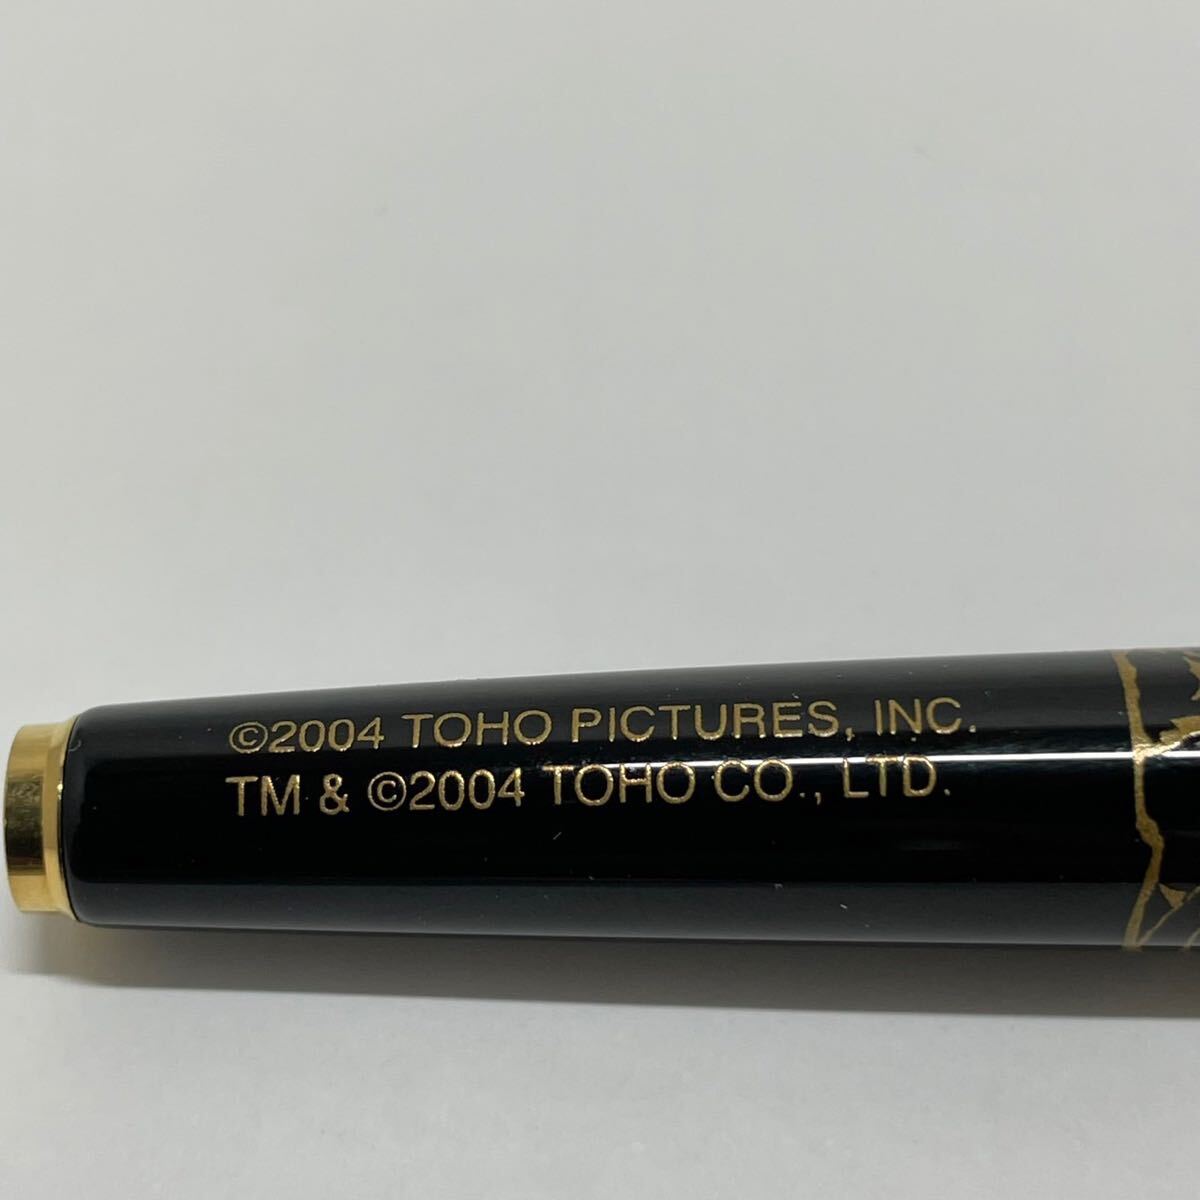 ©2004 TOHO PICTURES, INC.
TM & ©2004 TOHO CO., LTD.